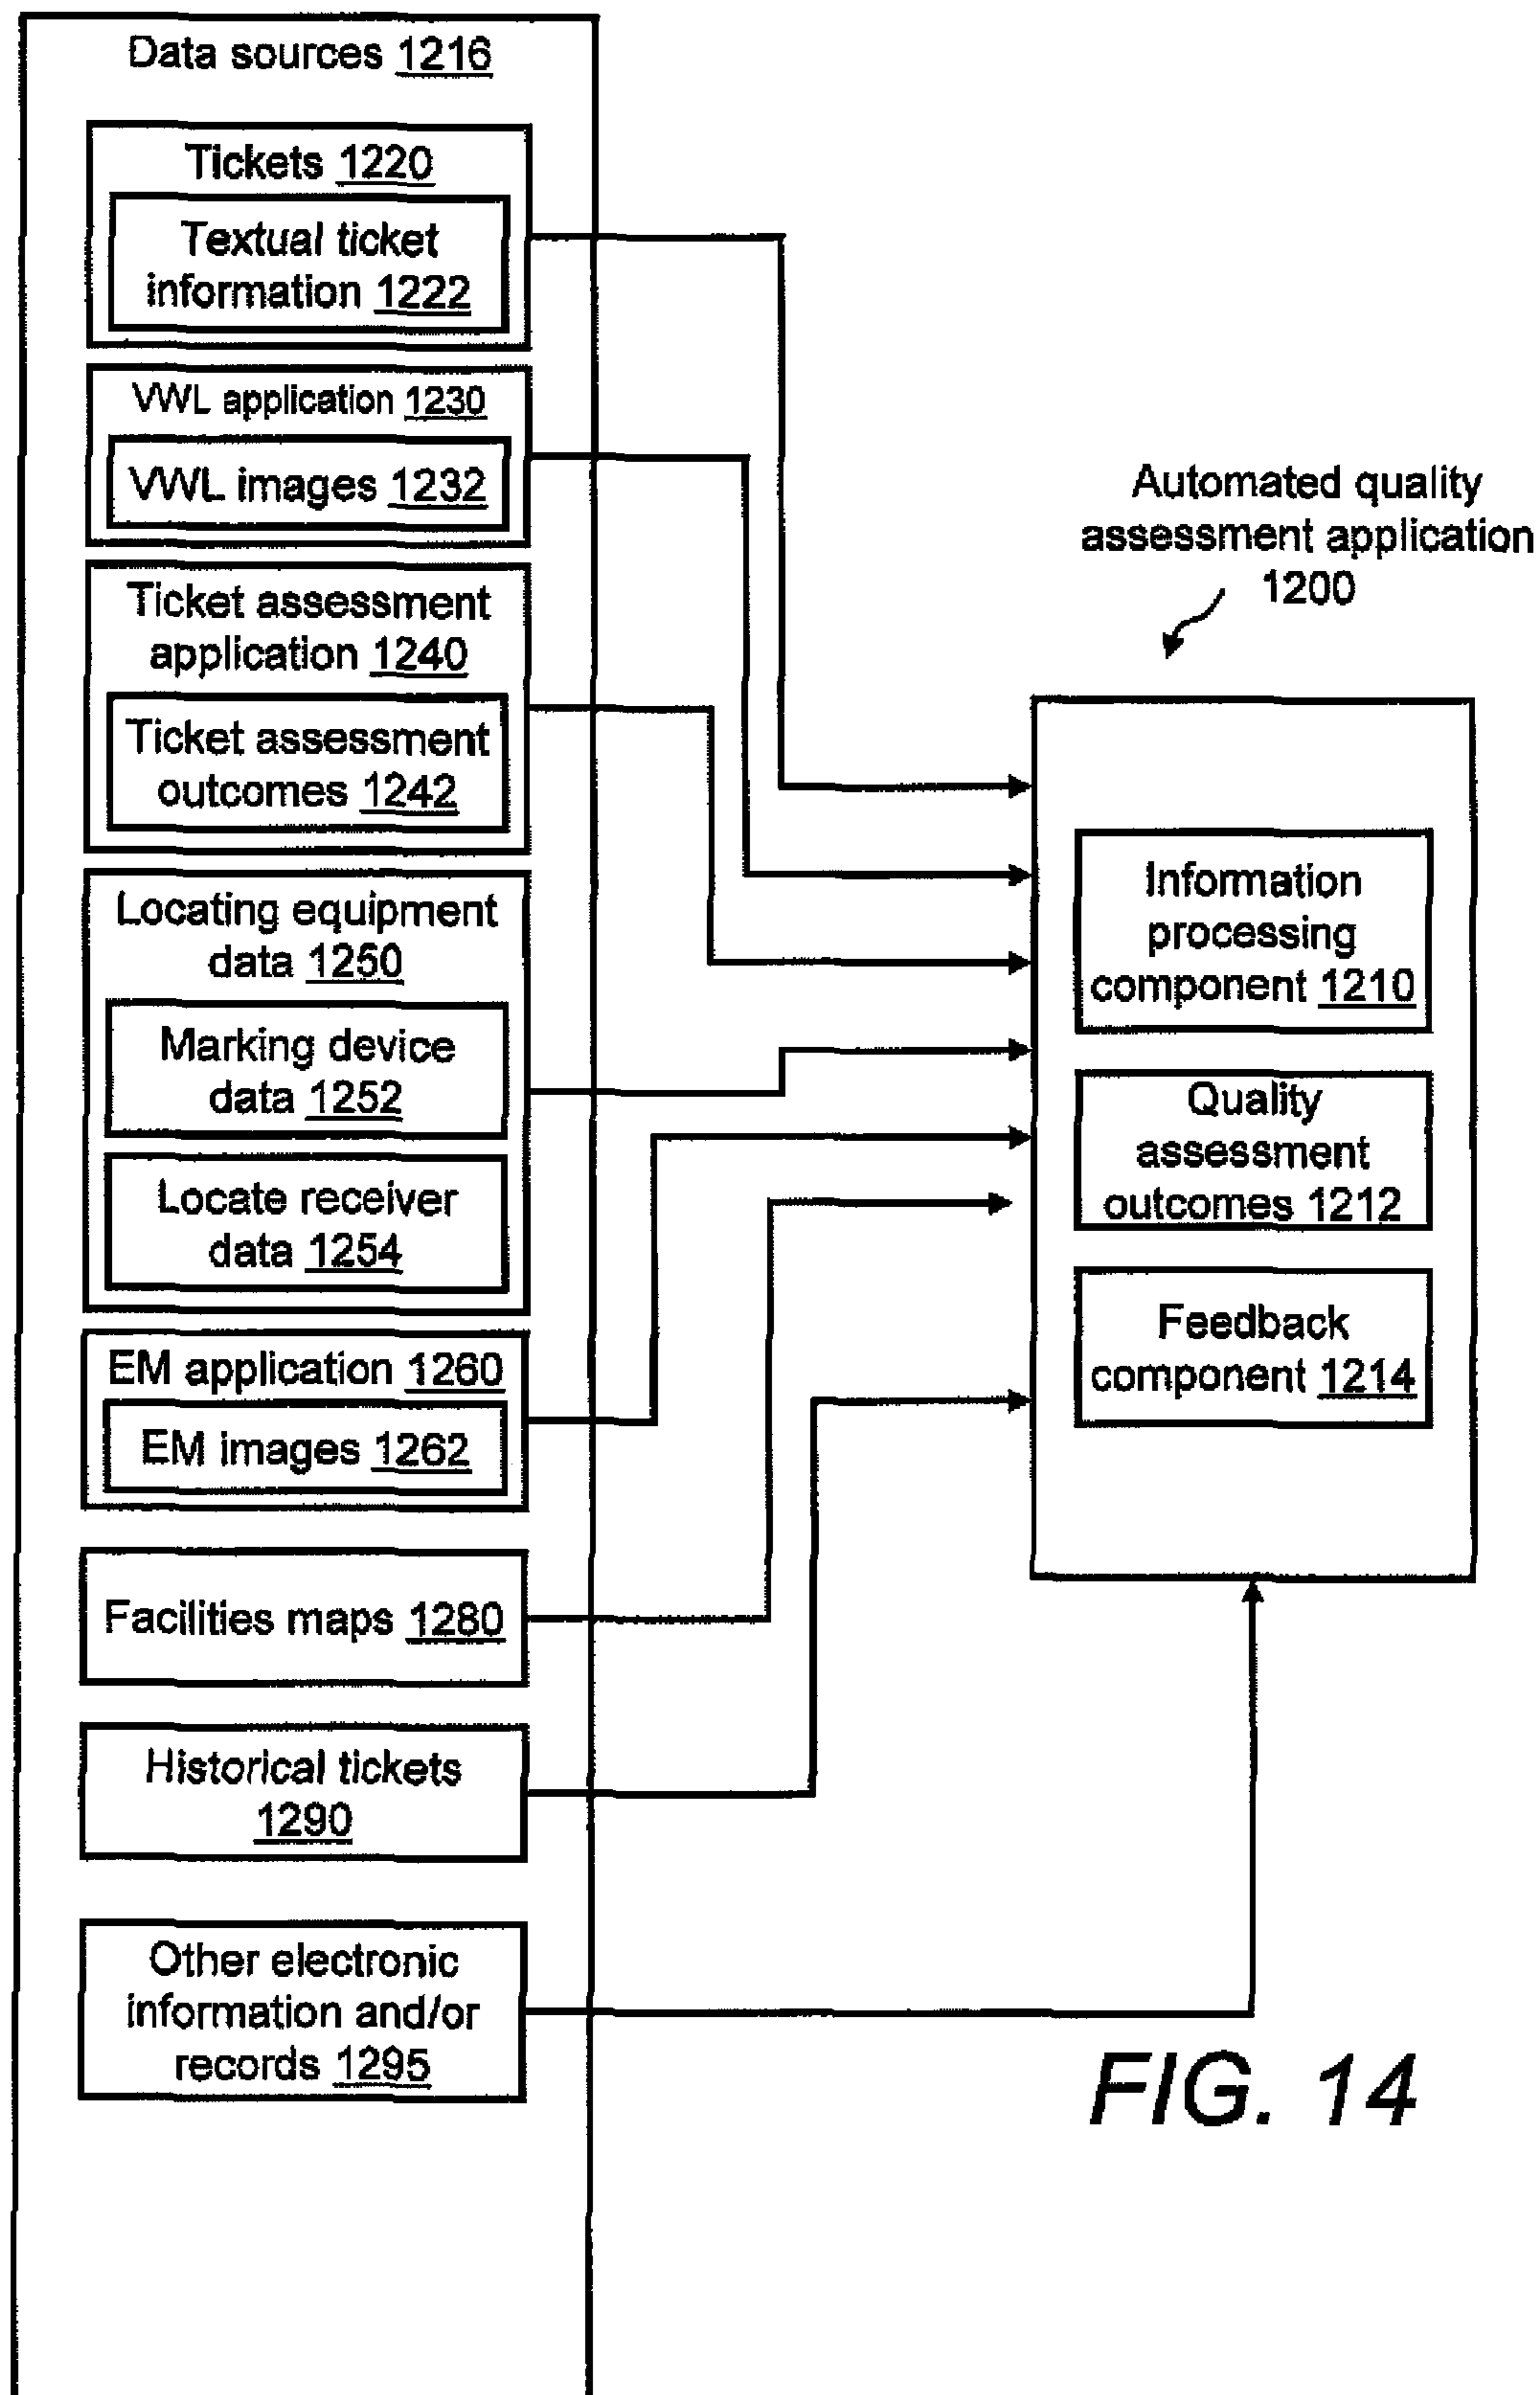 Data sources 1216
Tickets 1220
Textual ticket
information 1222
VWL application 1230
VWL images 1232
Ticket assessment
application 1240
Ticket assessment
outcomes 1242
Locating equipment
data 1250
Marking device
data 1252
Locate receiver
data 1254
EM application 1260
EM images 1262
Facilities maps 1280
Historical tickets
1290
Other electronic
information and/or
records 1295
Automated quality
assessment application
1200
Information
processing
component 1210
Quality
assessment
outcomes 1212
Feedback
component 1214
FIG. 14